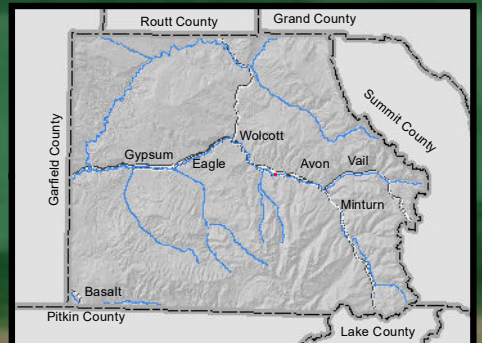 Routt County
Grand County
Summit County
Garfield County
Wolcott
Gypsum
Eagle
Avon
Vail
Minturn
Basalt
Pitkin County
Lake County